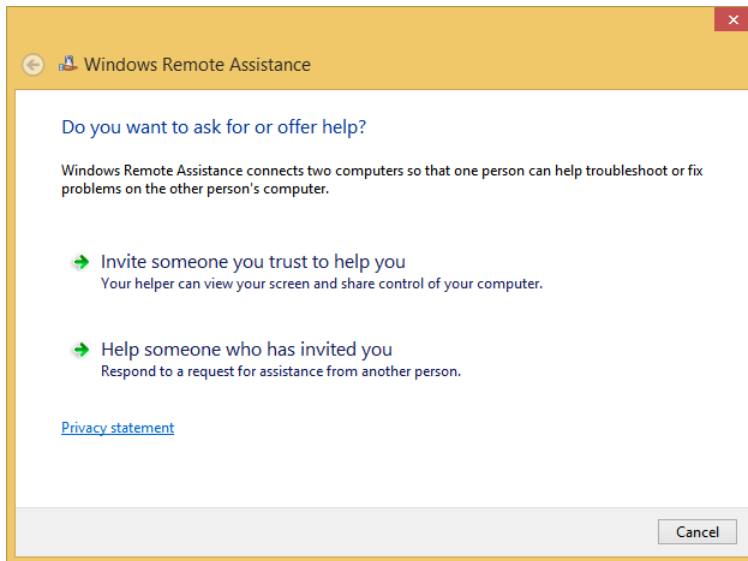 Windows Remote Assistance
Do you want to ask for or offer help?
Windows Remote Assistance connects two computers so that one person can help troubleshoot or fix
problems on the other person's computer.
Invite someone you trust to help you
Your helper can view your screen and share control of your computer.
Help someone who has invited you
Respond to a request for assistance from another person.
Privacy statement
Cancel